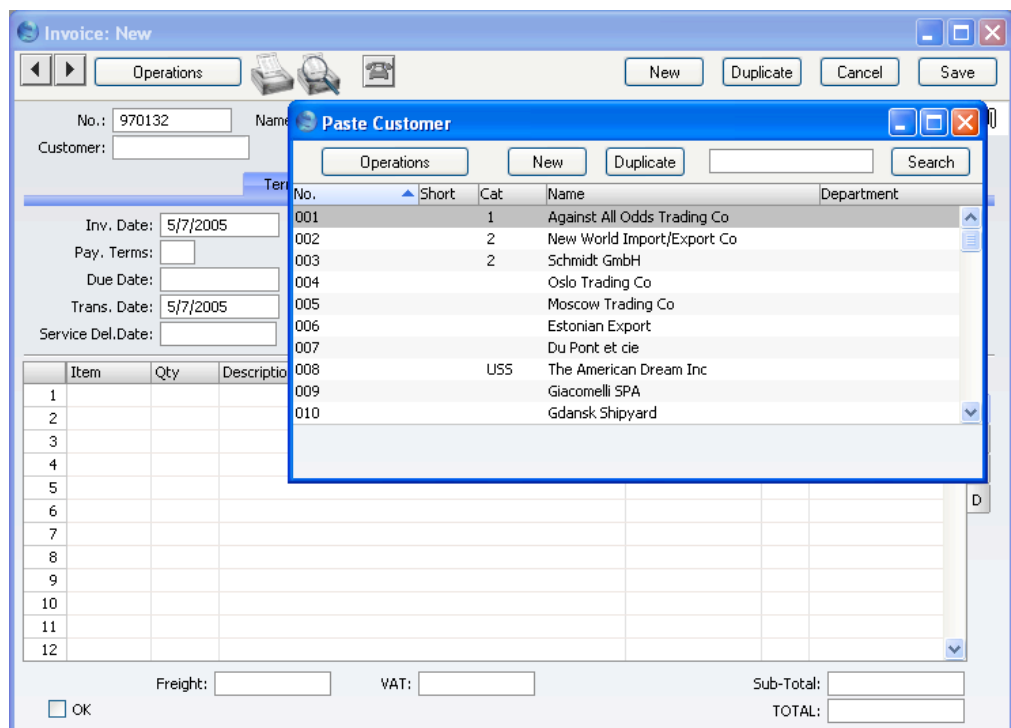 Invoice: New
Operations New Duplicate Cancel Save
No.: 970132 Name
Customer:
Paste Customer
Operations New Duplicate Search
No. Short Cat Name Department
001 1 Against All Odds Trading Co
002 2 New World Import/Export Co
003 2 Schmidt GmbH
004 Oslo Trading Co
005 Moscow Trading Co
006 Estonian Export
007 Du Pont et cie
008 USS The American Dream Inc
009 Giacomelli SPA
010 Gdansk Shipyard
Ter
Inv. Date: 5/7/2005
Pay. Terms:
Due Date:
Trans. Date: 5/7/2005
Service Del.Date:
Item Qty Descriptio
1
2
3
4
5
6
7
8
9
10
11
12
D
Freight: VAT: Sub-Total:
OK TOTAL: